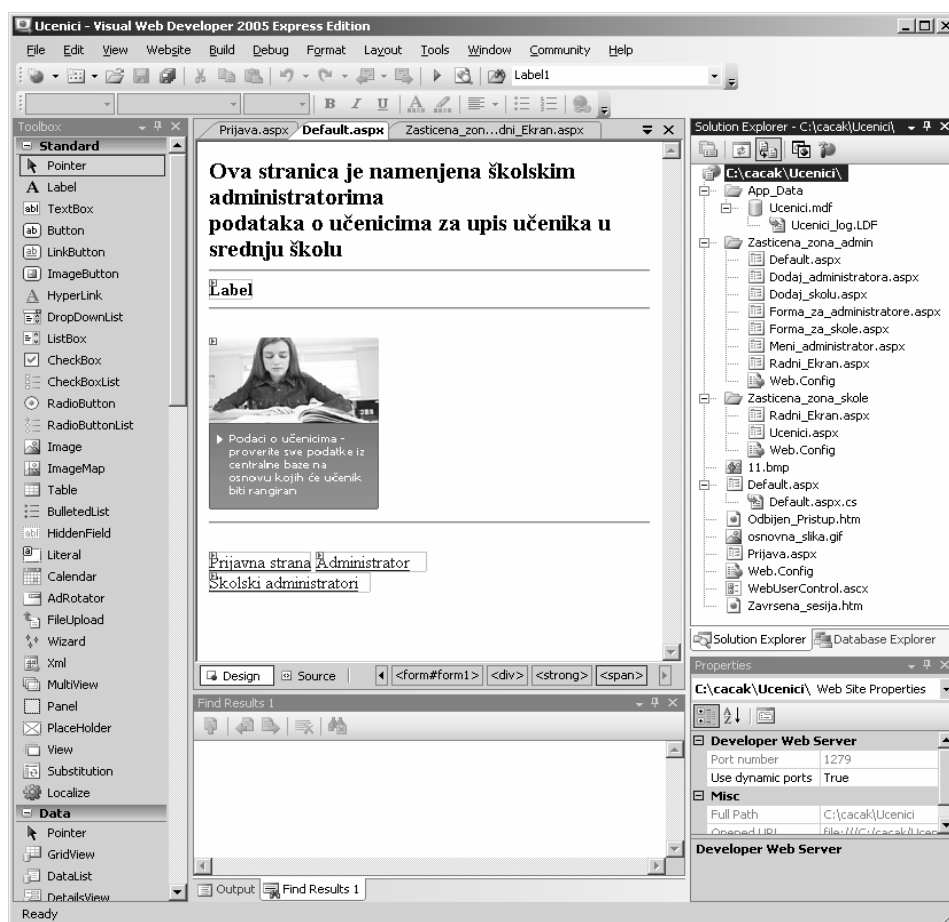 Ucenici - Visual Web Developer 2005 Express Edition
File Edit View Website Build Debug Format Layout Tools Window Community Help
Label1
B I U
Toolbox
Standard
Pointer
Label
TextBox
Button
LinkButton
ImageButton
HyperLink
DropDownList
ListBox
CheckBox
CheckBoxList
RadioButton
RadioButtonList
Image
ImageMap
Table
BulletedList
HiddenField
Literal
Calendar
AdRotator
FileUpload
Wizard
Xml
MultiView
Panel
PlaceHolder
View
Substitution
Localize
Data
Pointer
GridView
DataList
DetailsView
Prijava.aspx Default.aspx Zasticena_zon...dni_Ekran.aspx
Ova stranica je namenjena školskim
administratorima
podataka o učenicima za upis učenika u
srednju školu
Label
Podaci o učenicima -
proverite sve podatke iz
centralne baze na
osnovu kojih će učenik
biti rangiran
Prijavna strana Administrator
Školski administratori
Design Source <form#form1> <div> <strong> <span>
Find Results 1
Output Find Results 1
Solution Explorer - C:\cacak\Ucenici\
C:\cacak\Ucenici\
App_Data
Ucenici.mdf
Ucenici_log.LDF
Zasticena_zona_admin
Default.aspx
Dodaj_administratora.aspx
Dodaj_skolu.aspx
Forma_za_administratore.aspx
Forma_za_skole.aspx
Meni_administrator.aspx
Radni_Ekran.aspx
Web.Config
Zasticena_zona_skole
Radni_Ekran.aspx
Ucenici.aspx
Web.Config
11.bmp
Default.aspx
Default.aspx.cs
Odbijen_Pristup.htm
osnovna_slika.gif
Prijava.aspx
Web.Config
WebUserControl.ascx
Zavrsena_sesija.htm
Solution Explorer Database Explorer
Properties
C:\cacak\Ucenici\ Web Site Properties
Developer Web Server
Port number 1279
Use dynamic ports True
Misc
Full Path C:\cacak\Ucenici
Opened URL file:///C:/cacak/Ucen
Developer Web Server
Ready